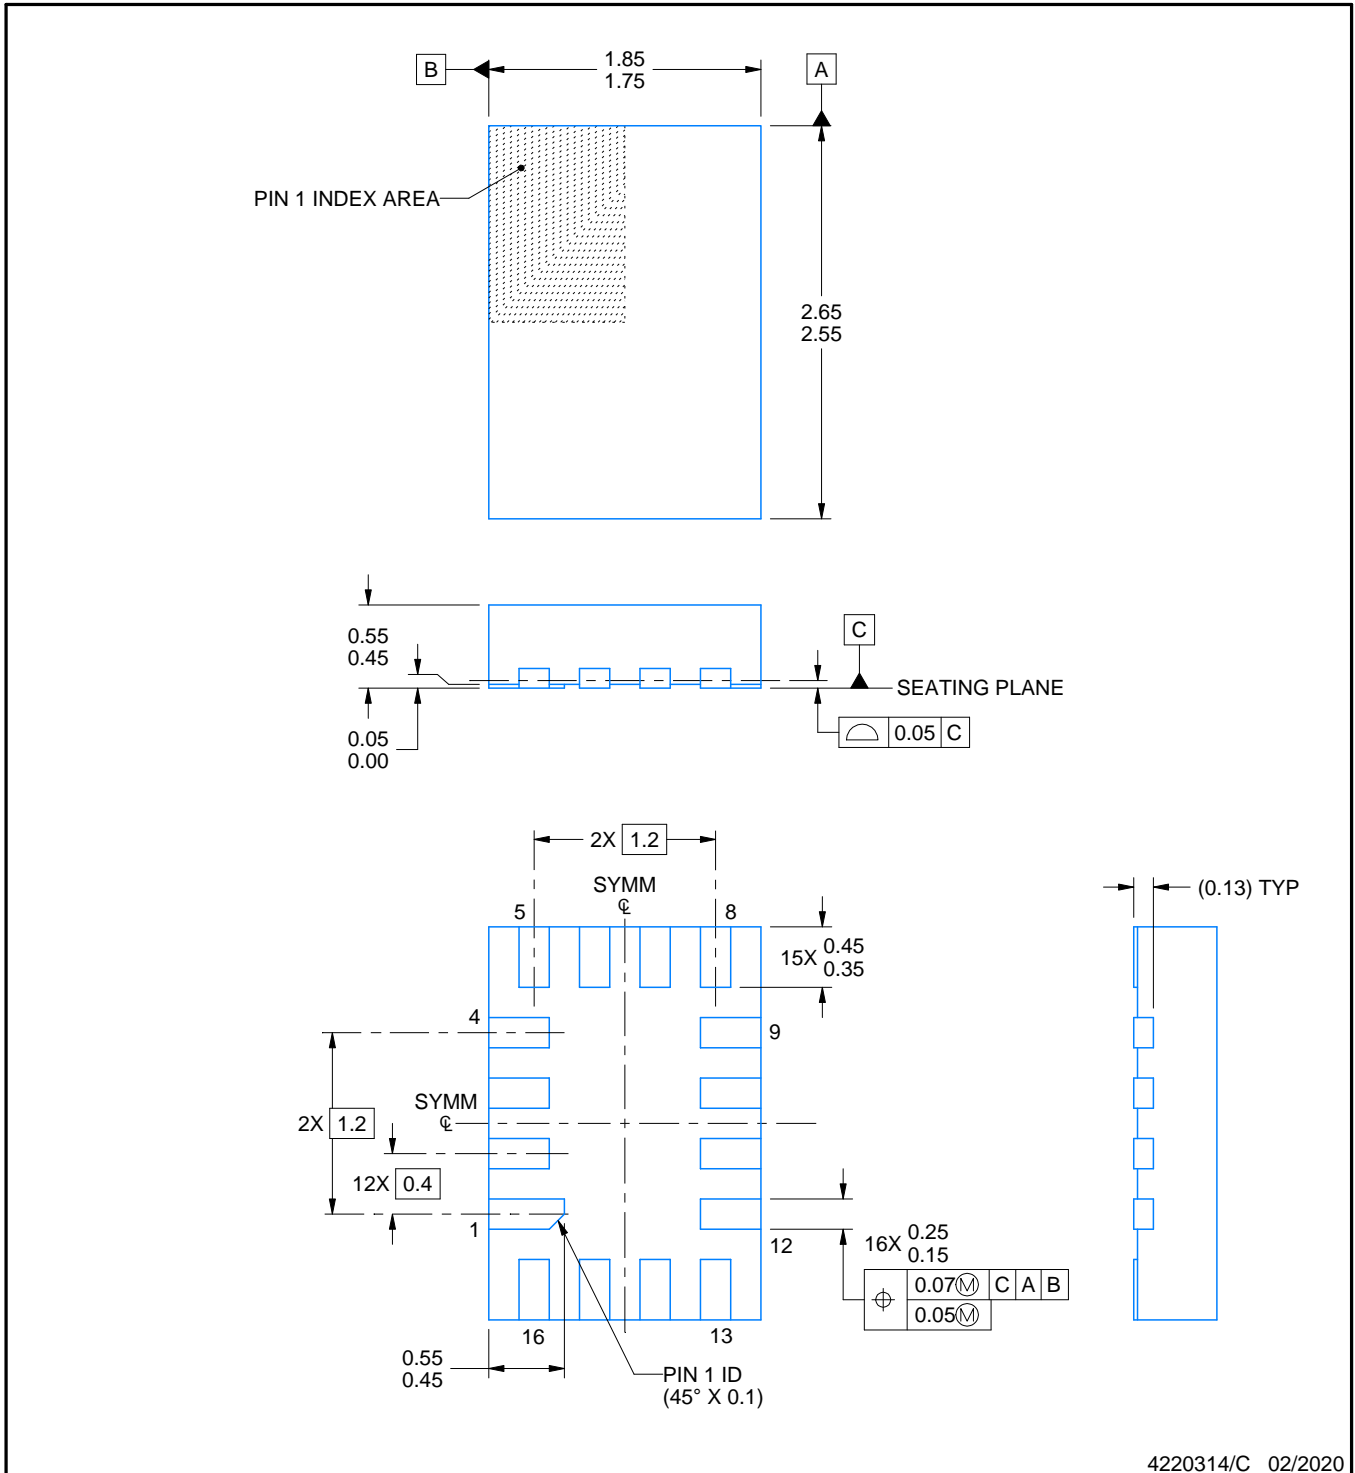 B
1.85
1.75
A
PIN 1 INDEX AREA
2.65
2.55
0.55
0.45
C
SEATING PLANE
0.05 C
0.05
0.00
2X 1.2
SYMM
℄
5
8
(0.13) TYP
15X 0.45
0.35
4
9
SYMM
℄
2X 1.2
12X 0.4
1
12
16X 0.25
0.15
⌖ 0.07Ⓜ C A B
0.05Ⓜ
16
13
0.55
0.45
PIN 1 ID
(45° X 0.1)
4220314/C 02/2020